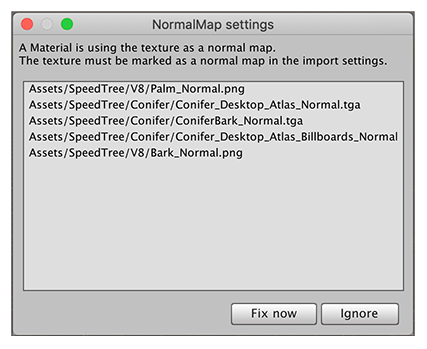 NormalMap settings
A Material is using the texture as a normal map.
The texture must be marked as a normal map in the import settings.
Assets/SpeedTree/V8/Palm_Normal.png
Assets/SpeedTree/Conifer/Conifer_Desktop_Atlas_Normal.tga
Assets/SpeedTree/Conifer/ConiferBark_Normal.tga
Assets/SpeedTree/Conifer/Conifer_Desktop_Atlas_Billboards_Normal
Assets/SpeedTree/V8/Bark_Normal.png
Fix now
Ignore